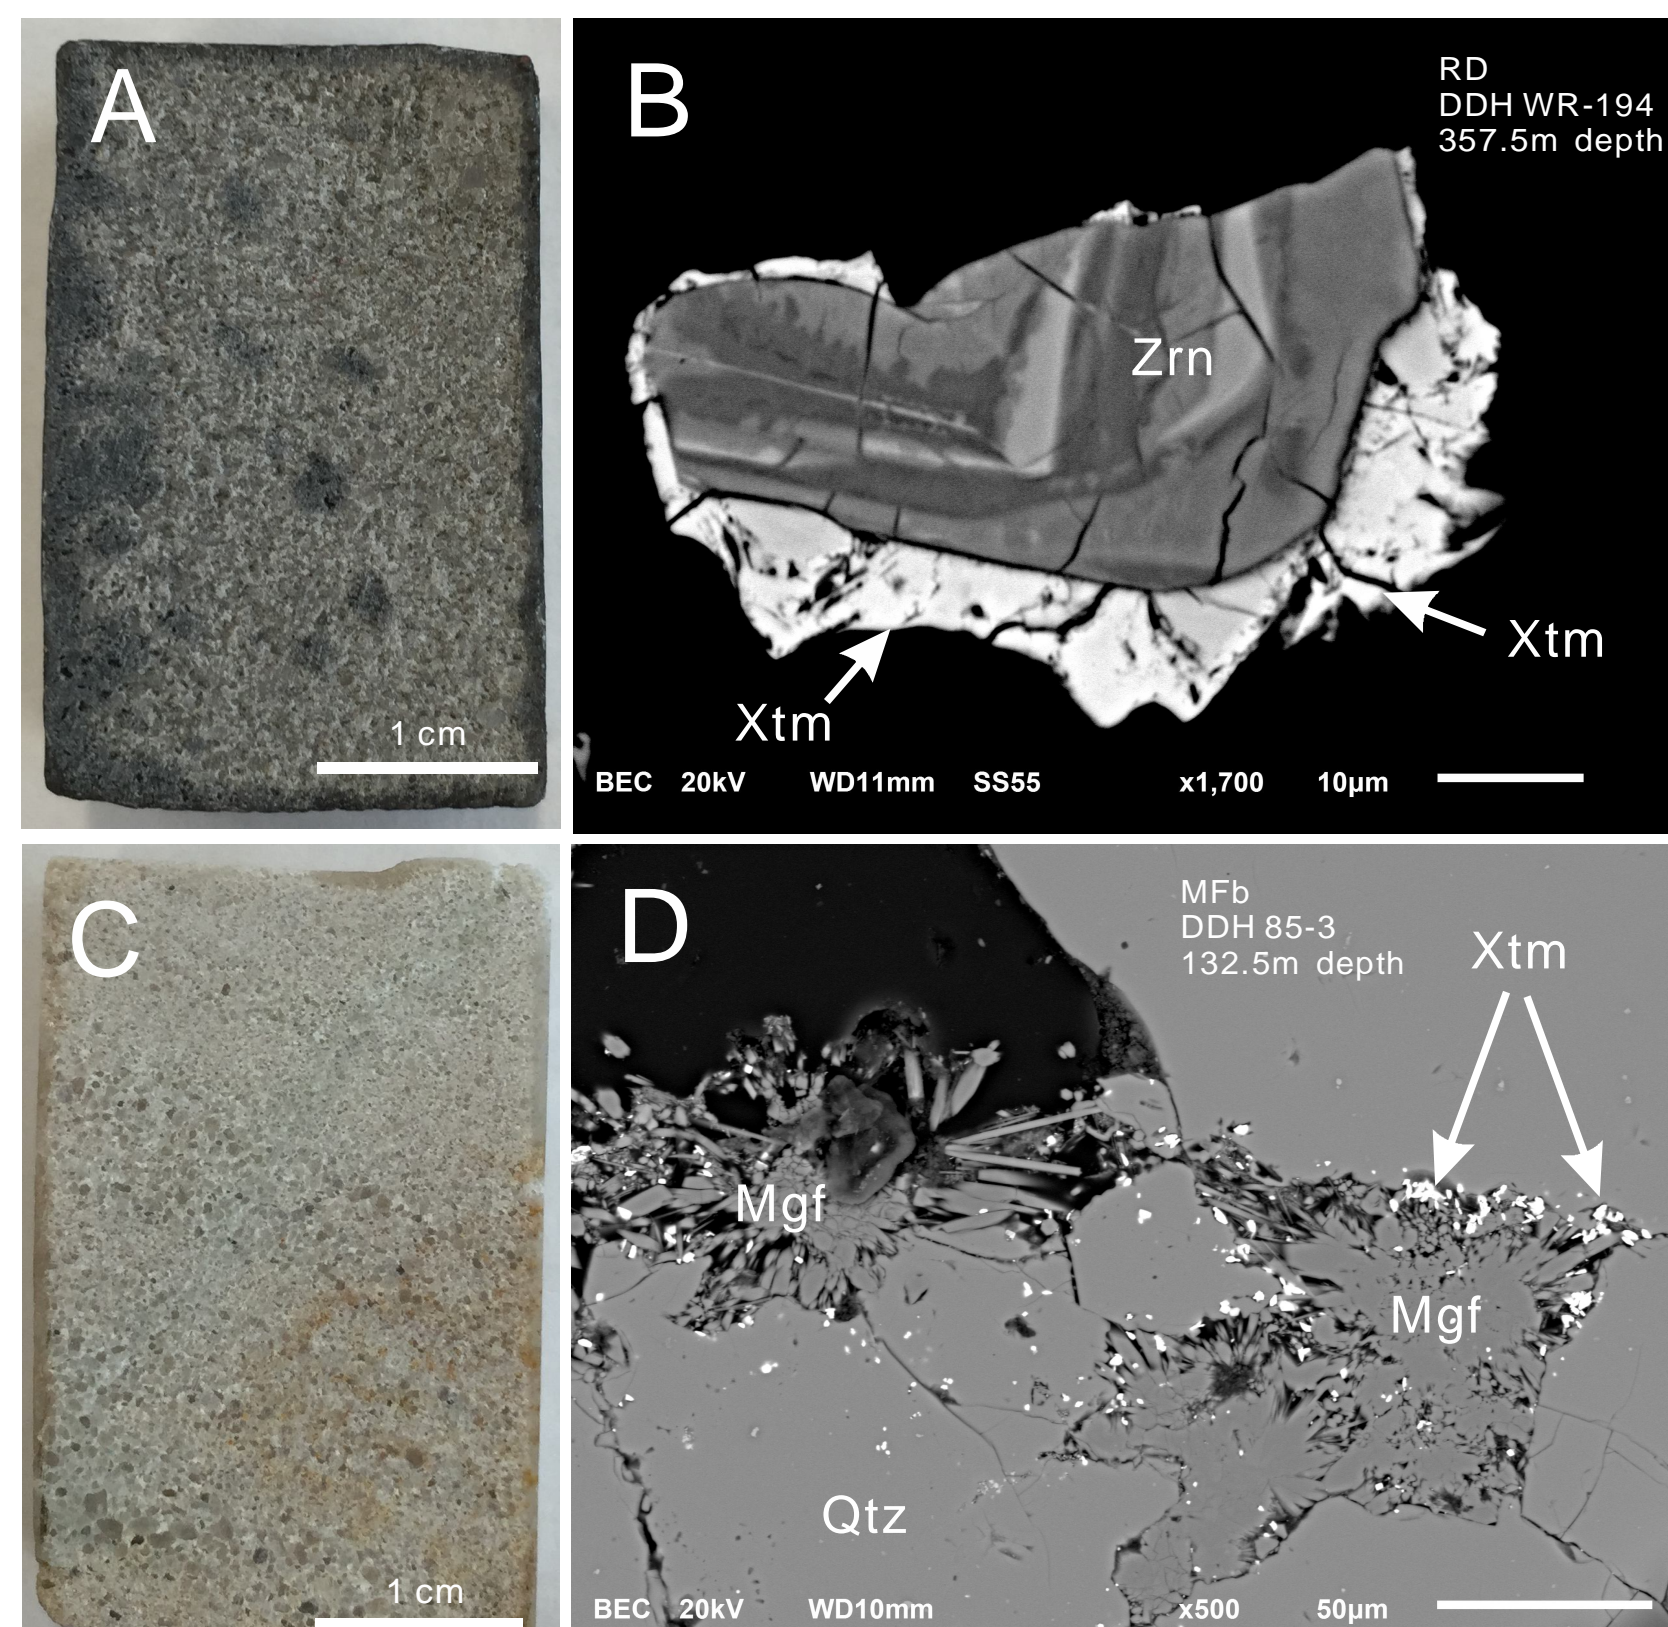 A
1 cm
B
RD
DDH WR-194
357.5m depth
Zrn
Xtm
Xtm
BEC 20kV WD11mm SS55 x1,700 10µm
C
1 cm
D
MFb
DDH 85-3
132.5m depth
Xtm
Mgf
Mgf
Qtz
BEC 20kV WD10mm x500 50µm